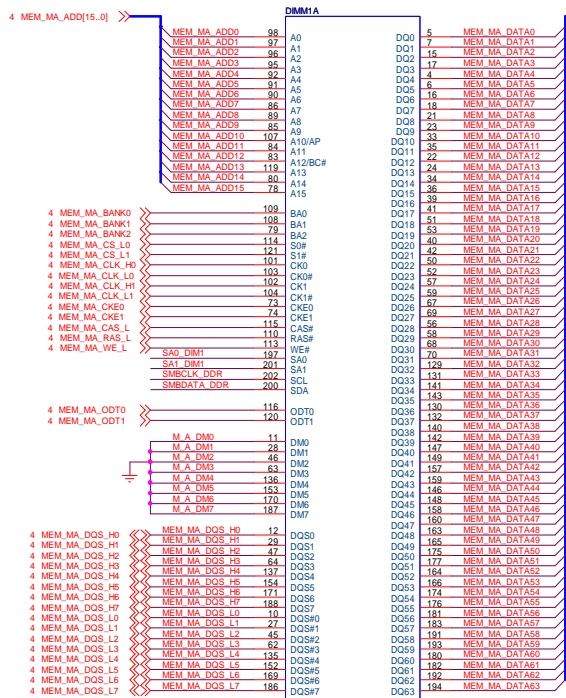 DIMM1A
4 MEM_MA_ADD[15..0]
MEM_MA_ADD0 98 A0
MEM_MA_ADD1 97 A1
MEM_MA_ADD2 96 A2
MEM_MA_ADD3 95 A3
MEM_MA_ADD4 92 A4
MEM_MA_ADD5 91 A5
MEM_MA_ADD6 90 A6
MEM_MA_ADD7 86 A7
MEM_MA_ADD8 89 A8
MEM_MA_ADD9 85 A9
MEM_MA_ADD10 107 A10/AP
MEM_MA_ADD11 84 A11
MEM_MA_ADD12 83 A12/BC#
MEM_MA_ADD13 119 A13
MEM_MA_ADD14 80 A14
MEM_MA_ADD15 78 A15
4 MEM_MA_BANK0 109 BA0
4 MEM_MA_BANK1 108 BA1
4 MEM_MA_BANK2 79 BA2
4 MEM_MA_CS_L0 114 S0#
4 MEM_MA_CS_L1 121 S1#
4 MEM_MA_CLK_H0 101 CK0
4 MEM_MA_CLK_L0 103 CK0#
4 MEM_MA_CLK_H1 102 CK1
4 MEM_MA_CLK_L1 104 CK1#
4 MEM_MA_CKE0 73 CKE0
4 MEM_MA_CKE1 74 CKE1
4 MEM_MA_CAS_L 115 CAS#
4 MEM_MA_RAS_L 110 RAS#
4 MEM_MA_WE_L 113 WE#
SA0_DIM1 197 SA0
SA1_DIM1 201 SA1
SMBCLK_DDR 202 SCL
SMBDATA_DDR 200 SDA
4 MEM_MA_ODT0 116 ODT0
4 MEM_MA_ODT1 120 ODT1
M_A_DM0 11 DM0
M_A_DM1 28 DM1
M_A_DM2 46 DM2
M_A_DM3 63 DM3
M_A_DM4 136 DM4
M_A_DM5 153 DM5
M_A_DM6 170 DM6
M_A_DM7 187 DM7
4 MEM_MA_DQS_H0 MEM_MA_DQS_H0 12 DQS0
4 MEM_MA_DQS_H1 MEM_MA_DQS_H1 29 DQS1
4 MEM_MA_DQS_H2 MEM_MA_DQS_H2 47 DQS2
4 MEM_MA_DQS_H3 MEM_MA_DQS_H3 64 DQS3
4 MEM_MA_DQS_H4 MEM_MA_DQS_H4 137 DQS4
4 MEM_MA_DQS_H5 MEM_MA_DQS_H5 154 DQS5
4 MEM_MA_DQS_H6 MEM_MA_DQS_H6 171 DQS6
4 MEM_MA_DQS_H7 MEM_MA_DQS_H7 188 DQS7
4 MEM_MA_DQS_L0 MEM_MA_DQS_L0 10 DQS#0
4 MEM_MA_DQS_L1 MEM_MA_DQS_L1 27 DQS#1
4 MEM_MA_DQS_L2 MEM_MA_DQS_L2 45 DQS#2
4 MEM_MA_DQS_L3 MEM_MA_DQS_L3 62 DQS#3
4 MEM_MA_DQS_L4 MEM_MA_DQS_L4 135 DQS#4
4 MEM_MA_DQS_L5 MEM_MA_DQS_L5 152 DQS#5
4 MEM_MA_DQS_L6 MEM_MA_DQS_L6 169 DQS#6
4 MEM_MA_DQS_L7 MEM_MA_DQS_L7 186 DQS#7
DQ0 5 MEM_MA_DATA0
DQ1 7 MEM_MA_DATA1
DQ2 15 MEM_MA_DATA2
DQ3 17 MEM_MA_DATA3
DQ4 4 MEM_MA_DATA4
DQ5 6 MEM_MA_DATA5
DQ6 16 MEM_MA_DATA6
DQ7 18 MEM_MA_DATA7
DQ8 21 MEM_MA_DATA8
DQ9 23 MEM_MA_DATA9
DQ10 33 MEM_MA_DATA10
DQ11 35 MEM_MA_DATA11
DQ12 22 MEM_MA_DATA12
DQ13 24 MEM_MA_DATA13
DQ14 34 MEM_MA_DATA14
DQ15 36 MEM_MA_DATA15
DQ16 39 MEM_MA_DATA16
DQ17 41 MEM_MA_DATA17
DQ18 51 MEM_MA_DATA18
DQ19 53 MEM_MA_DATA19
DQ20 40 MEM_MA_DATA20
DQ21 42 MEM_MA_DATA21
DQ22 50 MEM_MA_DATA22
DQ23 52 MEM_MA_DATA23
DQ24 57 MEM_MA_DATA24
DQ25 59 MEM_MA_DATA25
DQ26 67 MEM_MA_DATA26
DQ27 69 MEM_MA_DATA27
DQ28 56 MEM_MA_DATA28
DQ29 58 MEM_MA_DATA29
DQ30 68 MEM_MA_DATA30
DQ31 70 MEM_MA_DATA31
DQ32 129 MEM_MA_DATA32
DQ33 131 MEM_MA_DATA33
DQ34 141 MEM_MA_DATA34
DQ35 143 MEM_MA_DATA35
DQ36 130 MEM_MA_DATA36
DQ37 132 MEM_MA_DATA37
DQ38 140 MEM_MA_DATA38
DQ39 142 MEM_MA_DATA39
DQ40 147 MEM_MA_DATA40
DQ41 149 MEM_MA_DATA41
DQ42 157 MEM_MA_DATA42
DQ43 159 MEM_MA_DATA43
DQ44 146 MEM_MA_DATA44
DQ45 148 MEM_MA_DATA45
DQ46 158 MEM_MA_DATA46
DQ47 160 MEM_MA_DATA47
DQ48 163 MEM_MA_DATA48
DQ49 165 MEM_MA_DATA49
DQ50 175 MEM_MA_DATA50
DQ51 177 MEM_MA_DATA51
DQ52 164 MEM_MA_DATA52
DQ53 166 MEM_MA_DATA53
DQ54 174 MEM_MA_DATA54
DQ55 176 MEM_MA_DATA55
DQ56 181 MEM_MA_DATA56
DQ57 183 MEM_MA_DATA57
DQ58 191 MEM_MA_DATA58
DQ59 193 MEM_MA_DATA59
DQ60 180 MEM_MA_DATA60
DQ61 182 MEM_MA_DATA61
DQ62 192 MEM_MA_DATA62
DQ63 194 MEM_MA_DATA63